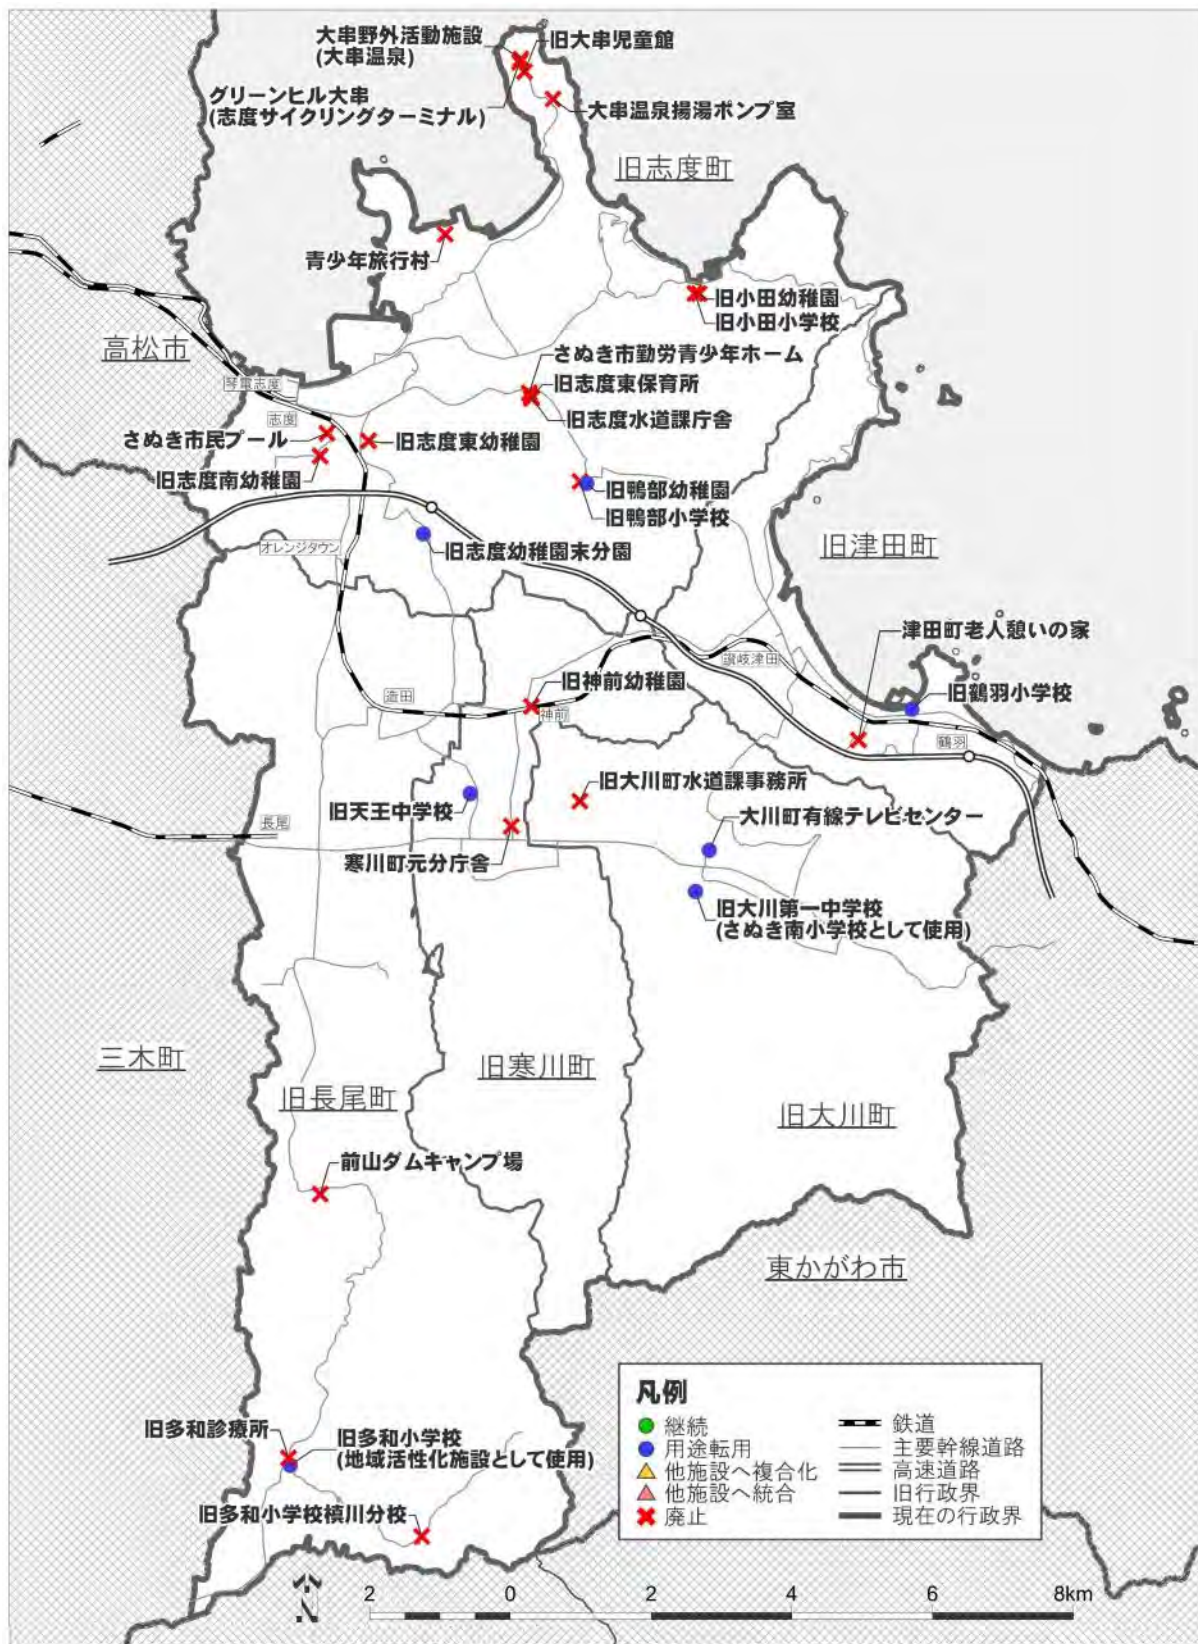 大串野外活動施設
(大串温泉)
旧大串児童館
グリーンヒル大串
(志度サイクリングターミナル)
大串温泉揚湯ポンプ室
旧志度町
青少年旅行村
旧小田幼稚園
旧小田小学校
高松市
さぬき市勤労青少年ホーム
琴電志度
旧志度東保育所
志度
旧志度水道課庁舎
さぬき市民プール
旧志度東幼稚園
旧志度南幼稚園
旧鴨部幼稚園
旧鴨部小学校
オレンジタウン
旧志度幼稚園末分園
旧津田町
津田町老人憩いの家
讃岐津田
旧神前幼稚園
造田
神前
旧鶴羽小学校
鶴羽
旧大川町水道課事務所
旧天王中学校
大川町有線テレビセンター
長尾
寒川町元分庁舎
旧大川第一中学校
(さぬき南小学校として使用)
三木町
旧寒川町
旧長尾町
旧大川町
前山ダムキャンプ場
東かがわ市
旧多和診療所
旧多和小学校
(地域活性化施設として使用)
旧多和小学校槙川分校
凡例
継続
用途転用
他施設へ複合化
他施設へ統合
廃止
鉄道
主要幹線道路
高速道路
旧行政界
現在の行政界
N
2 0 2 4 6 8km